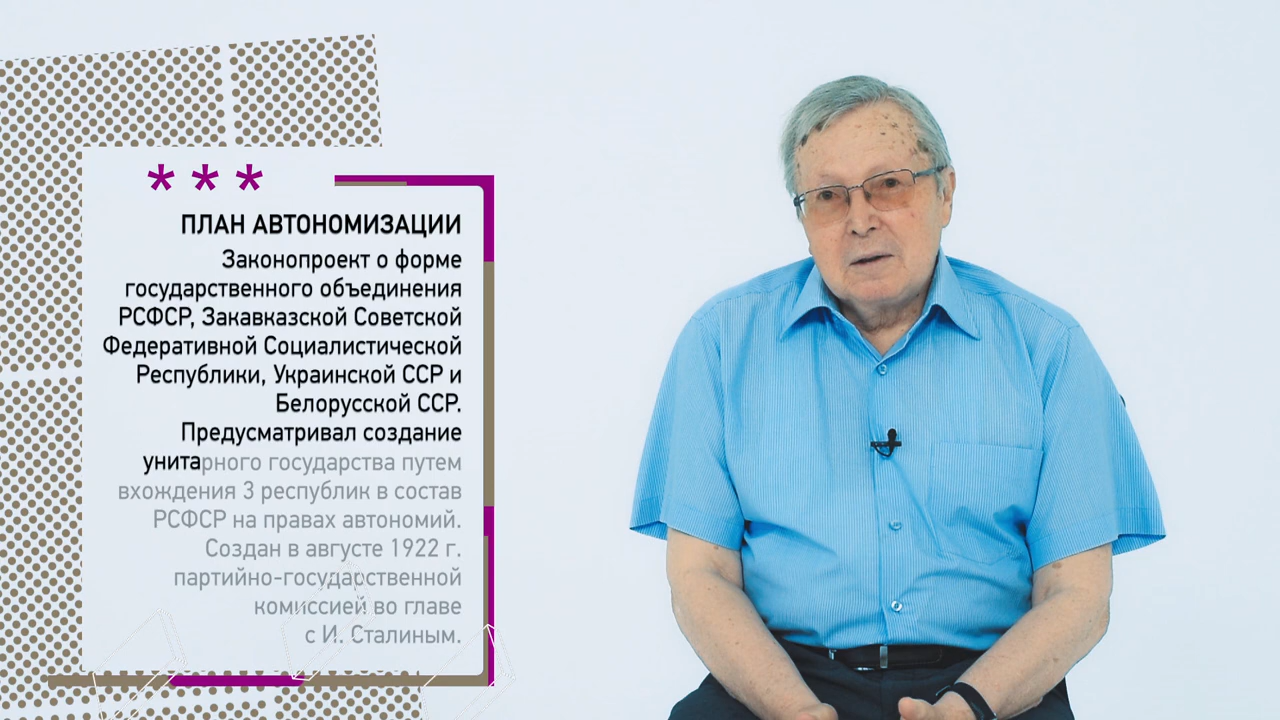 ***
ПЛАН АВТОНОМИЗАЦИИ
Законопроект о форме
государственного объединения
РСФСР, Закавказской Советской
Федеративной Социалистической
Республики, Украинской ССР и
Белорусской ССР.
Предусматривал создание
унитарного государства путем
вхождения 3 республик в состав
РСФСР на правах автономий.
Создан в августе 1922 г.
партийно-государственной
комиссией во главе
с И. Сталиным.